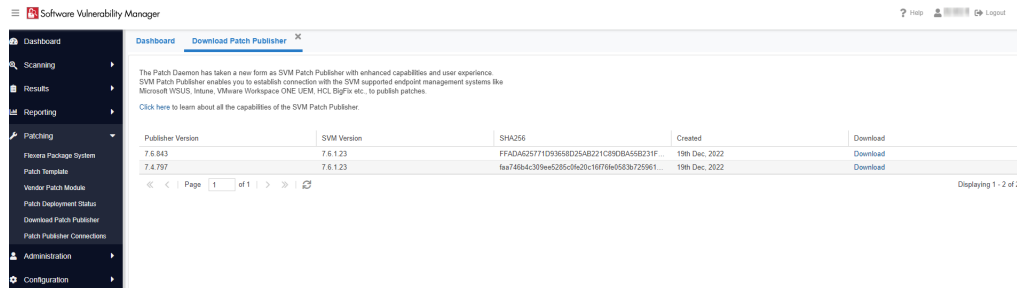 Software Vulnerability Manager
Help
Logout
Dashboard
Scanning
Results
Reporting
Patching
Flexera Package System
Patch Template
Vendor Patch Module
Patch Deployment Status
Download Patch Publisher
Patch Publisher Connections
Administration
Configuration
Dashboard Download Patch Publisher
The Patch Daemon has taken a new form as SVM Patch Publisher with enhanced capabilities and user experience.
SVM Patch Publisher enables you to establish connection with the SVM supported endpoint management systems like
Microsoft WSUS, Intune, VMware Workspace ONE UEM, HCL BigFix etc., to publish patches.
Click here to learn about all the capabilities of the SVM Patch Publisher.
Publisher Version SVM Version SHA256 Created Download
7.6.843 7.6.1.23 FFADA625771D93658D25AB221C89DBA55B231F... 19th Dec, 2022 Download
7.4.797 7.6.1.23 faa746b4c309ee5285c0fe20c16f76fe0583b725961... 19th Dec, 2022 Download
Page 1 of 1
Displaying 1 - 2 of 2